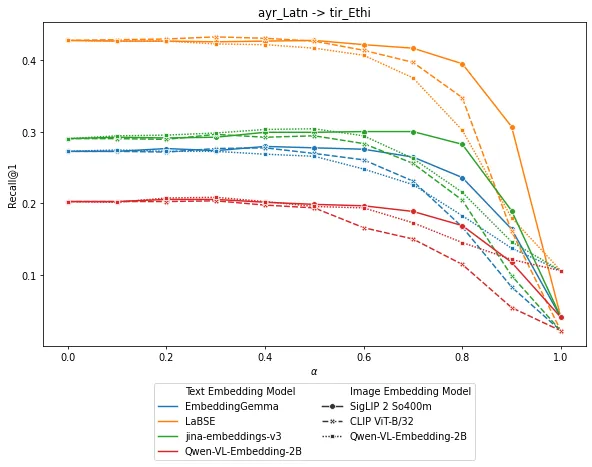 ayr_Latn -> tir_Ethi
Recall@1
0.4
0.3
0.2
0.1
0.0 0.2 0.4 0.6 0.8 1.0
α
Text Embedding Model Image Embedding Model
EmbeddingGemma SigLIP 2 So400m
LaBSE CLIP ViT-B/32
jina-embeddings-v3 Qwen-VL-Embedding-2B
Qwen-VL-Embedding-2B